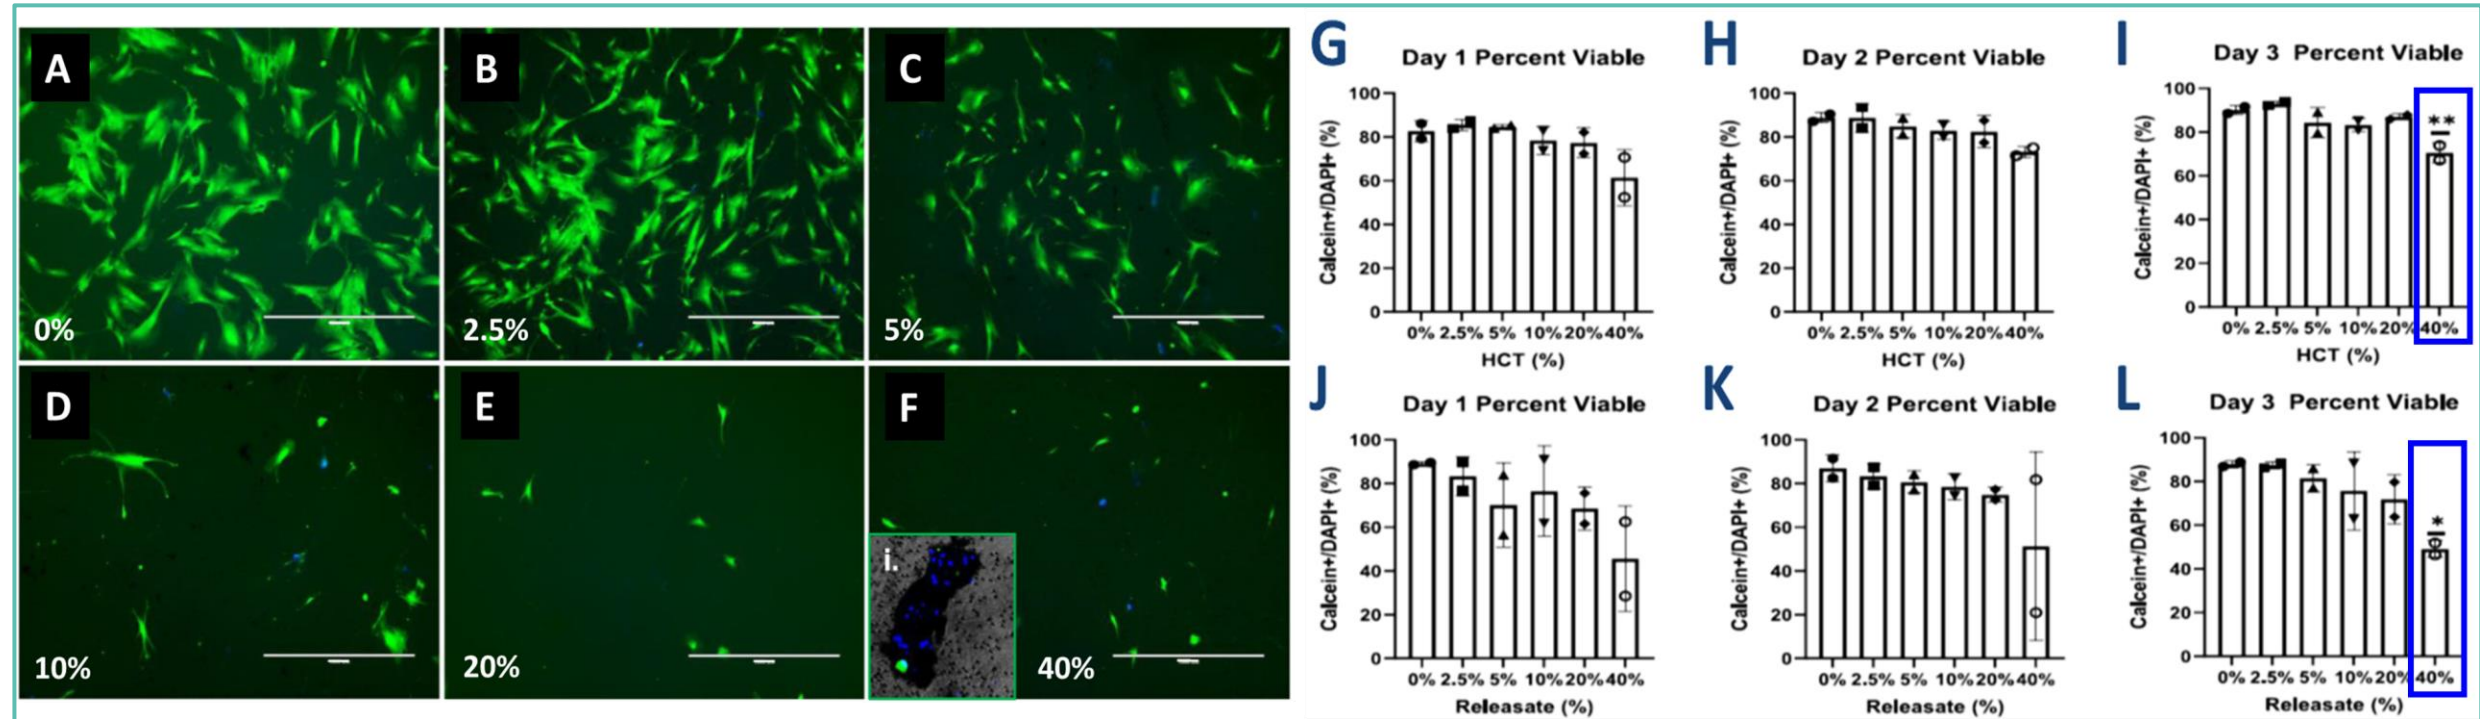 A
0%
B
2.5%
C
5%
D
10%
E
20%
F
i.
40%
G
Day 1 Percent Viable
Calcein+/DAPI+ (%)
100
80
60
40
20
0
0% 2.5% 5% 10% 20% 40%
HCT (%)
H
Day 2 Percent Viable
Calcein+/DAPI+ (%)
100
80
60
40
20
0
0% 2.5% 5% 10% 20% 40%
HCT (%)
I
Day 3 Percent Viable
Calcein+/DAPI+ (%)
100
80
60
40
20
0
**
0% 2.5% 5% 10% 20% 40%
HCT (%)
J
Day 1 Percent Viable
Calcein+/DAPI+ (%)
100
80
60
40
20
0
0% 2.5% 5% 10% 20% 40%
Releasate (%)
K
Day 2 Percent Viable
Calcein+/DAPI+ (%)
100
80
60
40
20
0
0% 2.5% 5% 10% 20% 40%
Releasate (%)
L
Day 3 Percent Viable
Calcein+/DAPI+ (%)
100
80
60
40
20
0
*
0% 2.5% 5% 10% 20% 40%
Releasate (%)